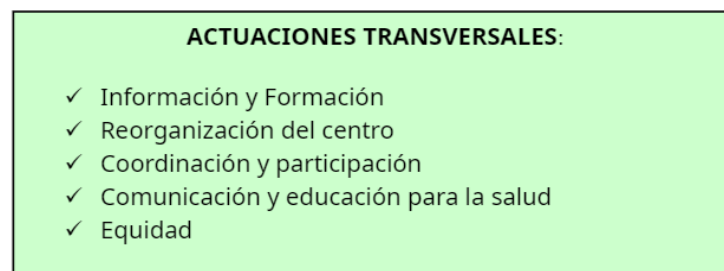 ACTUACIONES TRANSVERSALES:
✓ Información y Formación
✓ Reorganización del centro
✓ Coordinación y participación
✓ Comunicación y educación para la salud
✓ Equidad